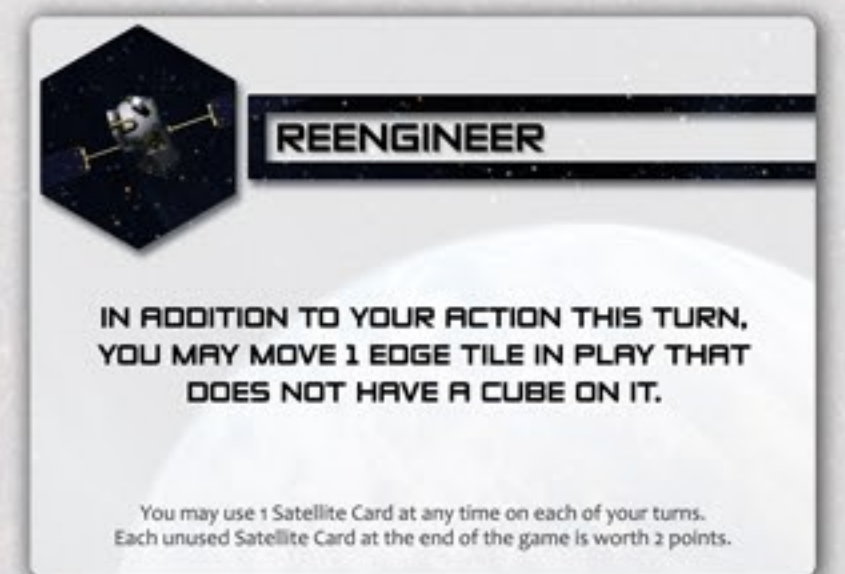 REENGINEER
IN ADDITION TO YOUR ACTION THIS TURN,
YOU MAY MOVE 1 EDGE TILE IN PLAY THAT
DOES NOT HAVE A CUBE ON IT.
You may use 1 Satellite Card at any time on each of your turns.
Each unused Satellite Card at the end of the game is worth 2 points.